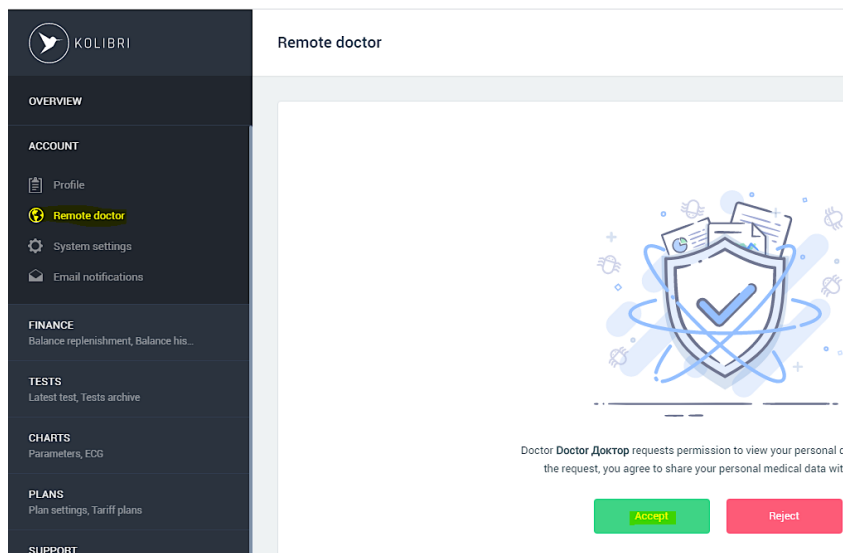 KOLIBRI
Remote doctor
OVERVIEW
ACCOUNT
Profile
Remote doctor
System settings
Email notifications
FINANCE
Balance replenishment, Balance his...
TESTS
Latest test, Tests archive
CHARTS
Parameters, ECG
PLANS
Plan settings, Tariff plans
SUPPORT
Doctor Doctor Доктор requests permission to view your personal
the request, you agree to share your personal medical data
Accept
Reject